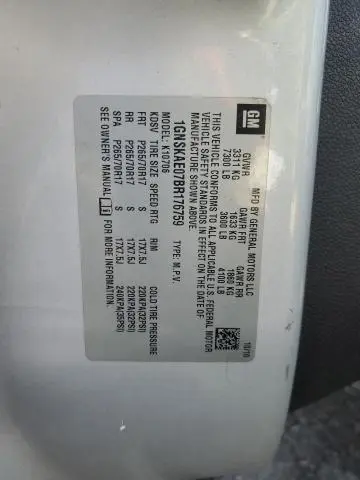 GM
MFD BY GENERAL MOTORS LLC
10/10
GVWR
GAWR FRT
GAWR RR
3311 KG
1633 KG
1860 KG
7300 LB
3600 LB
4100 LB
THIS VEHICLE CONFORMS TO ALL APPLICABLE U.S. FEDERAL MOTOR
VEHICLE SAFETY STANDARDS IN EFFECT ON THE DATE OF
MANUFACTURE SHOWN ABOVE.
1GNSKAE07BR176759
TYPE: M.P.V.
MODEL: K10706
KDSV TIRE SIZE SPEED RTG RIM COLD TIRE PRESSURE
FRT P265/70R17 S 17X7.5J 220KPA(32PSI)
RR P265/70R17 S 17X7.5J 220KPA(32PSI)
SPA P265/70R17 S 17X7.5J 240KPA(35PSI)
SEE OWNER'S MANUAL FOR MORE INFORMATION.